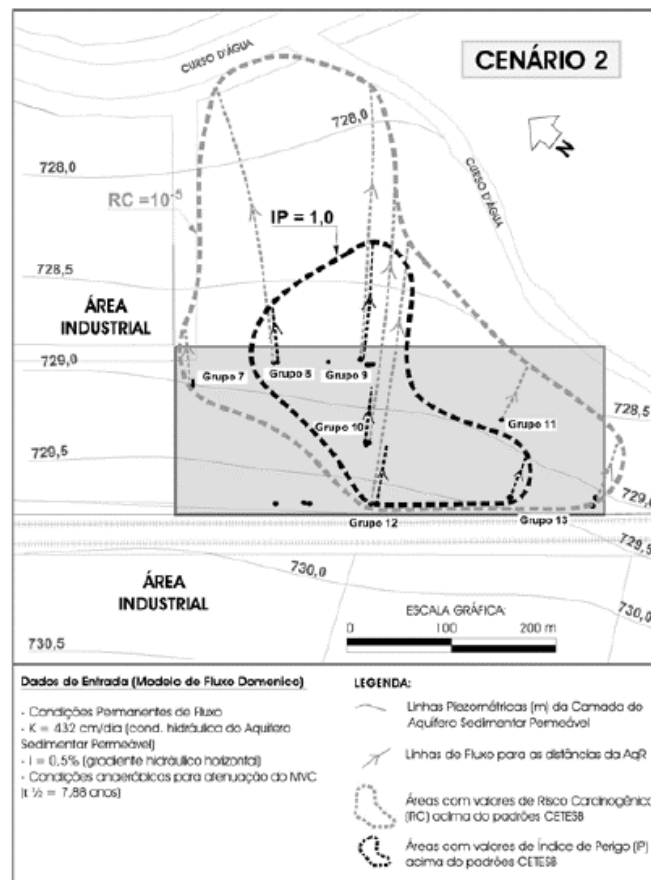 CENÁRIO 2
CURSO D'ÁGUA
CURSO D'ÁGUA
N
728,0
728,0
RC =10⁻⁵
IP = 1,0
728,5
ÁREA
INDUSTRIAL
729,0
Grupo 7
Grupo 8
Grupo 9
Grupo 10
Grupo 11
728,5
729,5
729,0
Grupo 12
Grupo 13
729,5
730,0
ÁREA
INDUSTRIAL
730,0
730,5
ESCALA GRÁFICA:
0 100 200 m
Dados de Entrada (Modelo de Fluxo Domenico)
- Condições Permanentes de Fluxo
- K = 432 cm/dia (cond. hidráulica do Aquífero
Sedimentar Permeável)
- i = 0,5% (gradiente hidráulico horizontal)
- Condições anaeróbicas para atenuação do MVC
(t ½ = 7,88 anos)
LEGENDA:
Linhas Piezométricas (m) da Camada do
Aquífero Sedimentar Permeável
Linhas de Fluxo para as distâncias da AqR
Áreas com valores de Risco Carcinogênico
(RC) acima do padrões CETESB
Áreas com valores de Índice de Perigo (IP)
acima do padrões CETESB